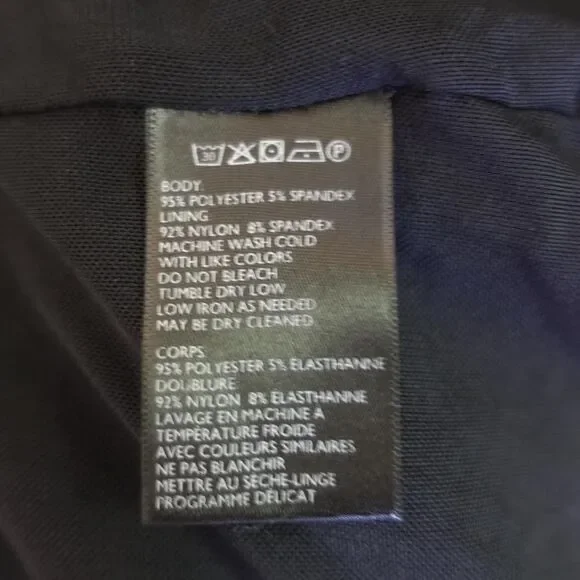 30 P
BODY
95% POLYESTER 5% SPANDEX
LINING
92% NYLON 8% SPANDEX
MACHINE WASH COLD
WITH LIKE COLORS
DO NOT BLEACH
TUMBLE DRY LOW
LOW IRON AS NEEDED
MAY BE DRY CLEANED
CORPS
95% POLYESTER 5% ELASTHANNE
DOUBLURE
92% NYLON 8% ELASTHANNE
LAVAGE EN MACHINE A
TEMPÉRATURE FROIDE
AVEC COULEURS SIMILAIRES
NE PAS BLANCHIR
METTRE AU SÈCHE-LINGE
PROGRAMME DÉLICAT